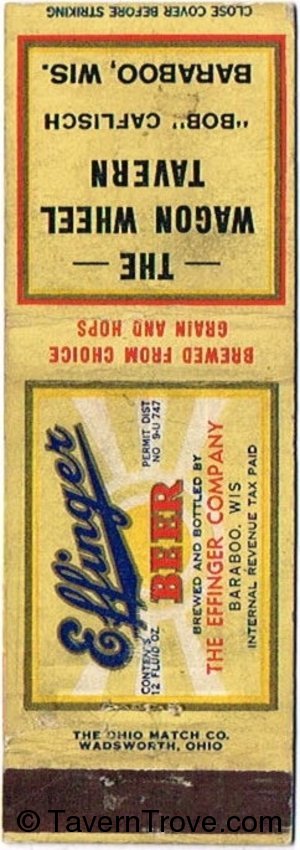 CLOSE COVER BEFORE STRIKING
— THE —
WAGON WHEEL
TAVERN
"BOB" CAFLISCH
BARABOO, WIS.
BREWED FROM CHOICE
GRAIN AND HOPS
Effinger
BEER
CONTENTS
12 FLUID OZ
PERMIT DIST
NO 9-U 747
BREWED AND BOTTLED BY
THE EFFINGER COMPANY
BARABOO, WIS
INTERNAL REVENUE TAX PAID
THE OHIO MATCH CO.
WADSWORTH, OHIO
© TavernTrove.com